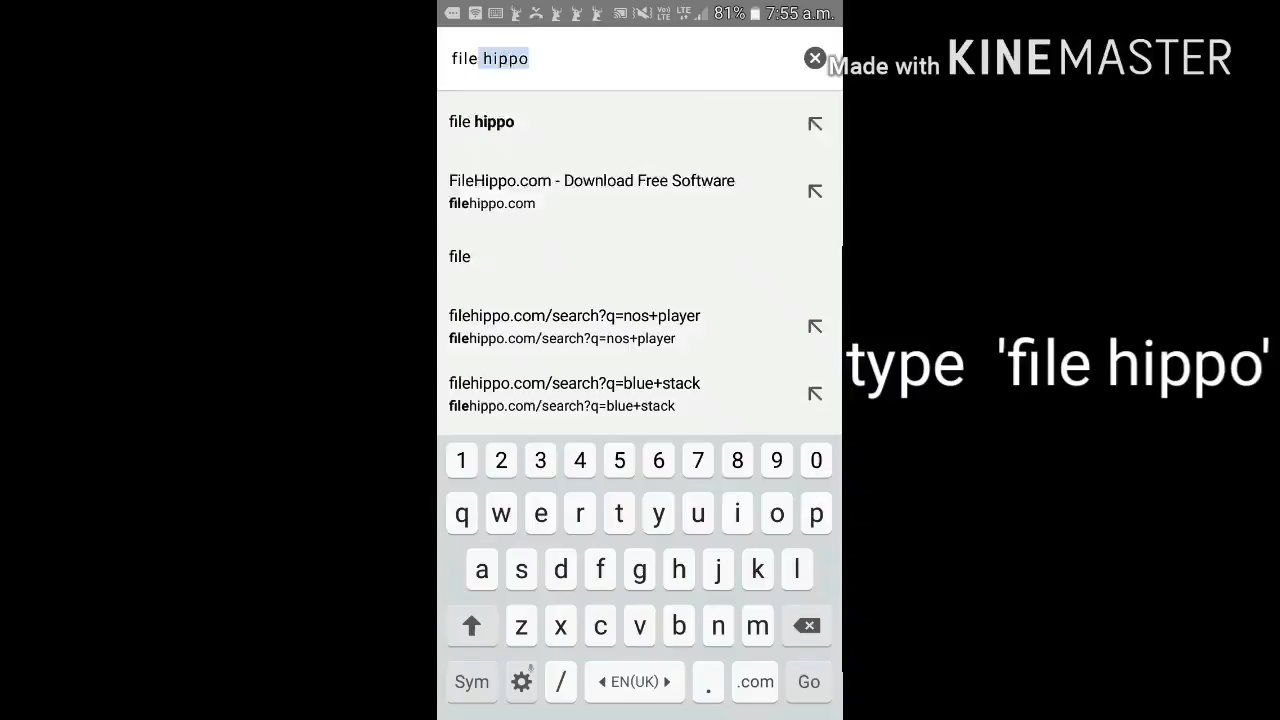 81% 7:55 a.m.
file hippo
Made with KINEMASTER
file hippo
FileHippo.com - Download Free Software
filehippo.com
file
filehippo.com/search?q=nos+player
filehippo.com/search?q=nos+player
type 'file hippo'
filehippo.com/search?q=blue+stack
filehippo.com/search?q=blue+stack
1 2 3 4 5 6 7 8 9 0
q w e r t y u i o p
a s d f g h j k l
z x c v b n m
Sym / EN(UK) . .com Go